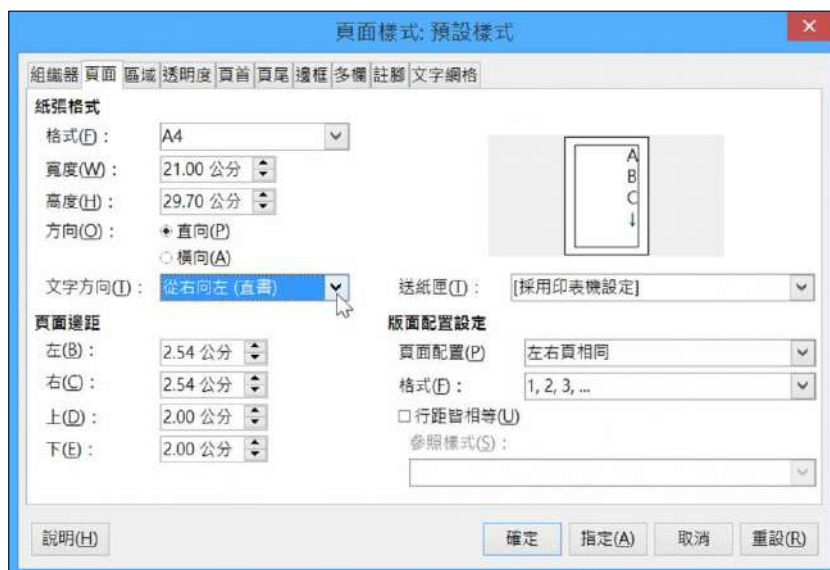 頁面樣式: 預設樣式
組織器 頁面 區域 透明度 頁首 頁尾 邊框 多欄 註腳 文字網格
紙張格式
格式(F)： A4
寬度(W)： 21.00 公分
高度(H)： 29.70 公分
方向(O)： 直向(P)
橫向(A)
A
B
C
文字方向(T)： 從右向左 (直書) 送紙匣(T)： [採用印表機設定]
頁面邊距 版面配置設定
左(B)： 2.54 公分 頁面配置(P) 左右頁相同
右(C)： 2.54 公分 格式(F)： 1, 2, 3, ...
上(D)： 2.00 公分 行距皆相等(U)
下(E)： 2.00 公分 參照樣式(S)：
說明(H) 確定 指定(A) 取消 重設(R)